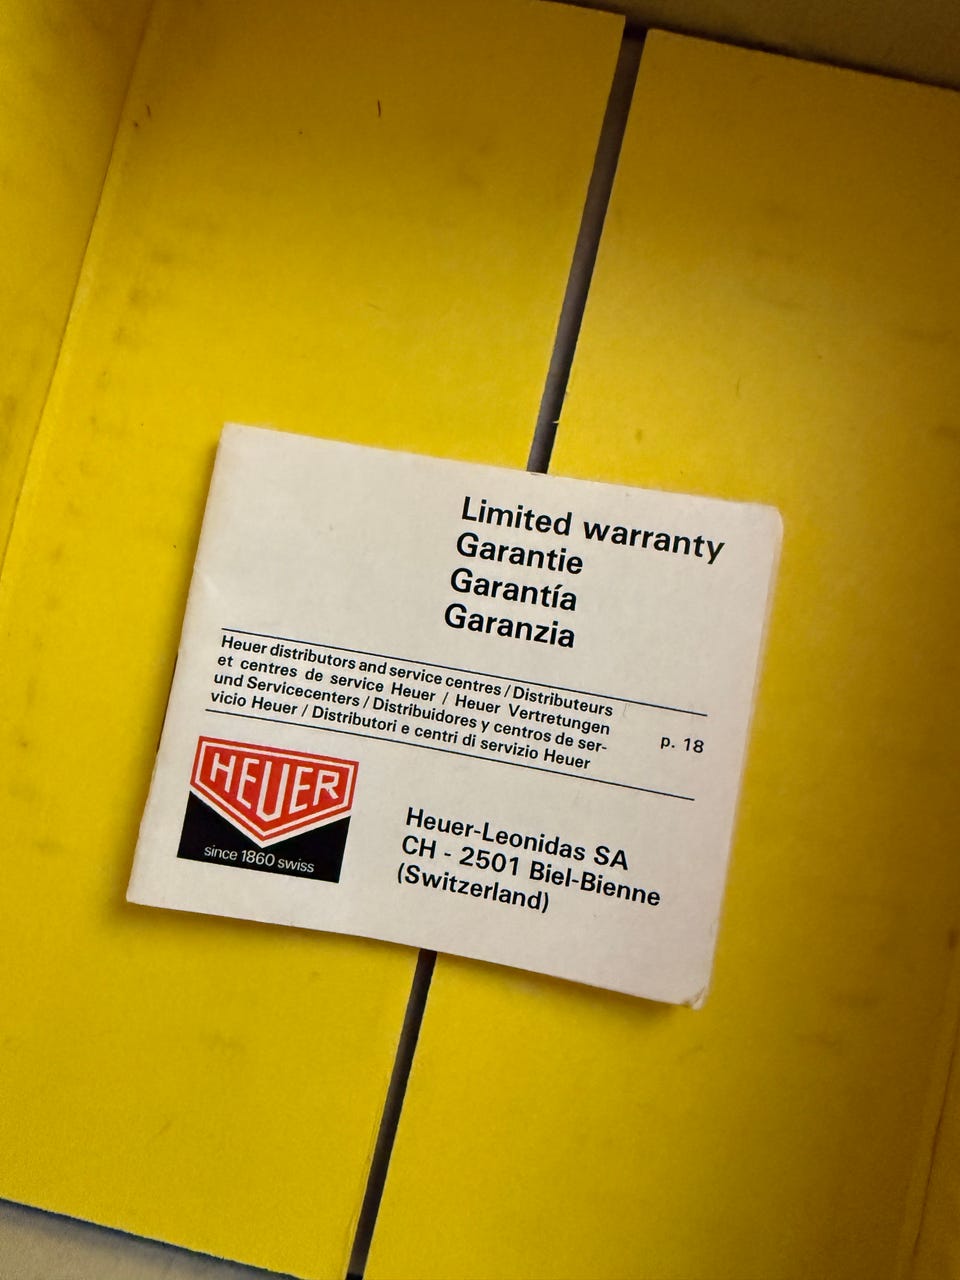 Limited warranty
Garantie
Garantía
Garanzia
Heuer distributors and service centres / Distributeurs
et centres de service Heuer / Heuer Vertretungen
und Servicecenters / Distribuidores y centros de ser-
vicio Heuer / Distributori e centri di servizio Heuer
p. 18
HEUER
since 1860 swiss
Heuer-Leonidas SA
CH - 2501 Biel-Bienne
(Switzerland)